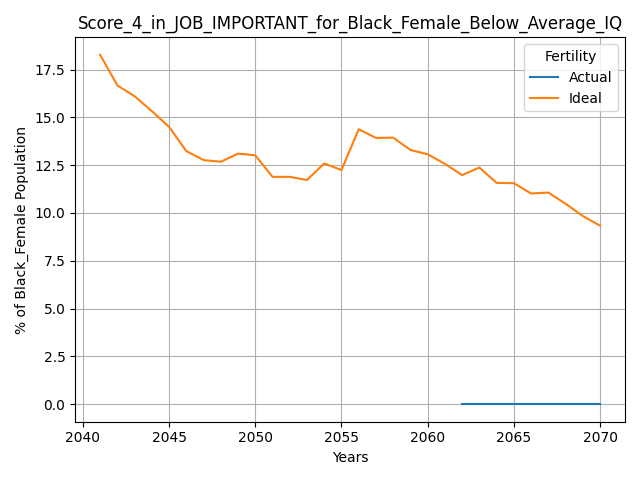 Score_4_in_JOB_IMPORTANT_for_Black_Female_Below_Average_IQ
Fertility
Actual
Ideal
% of Black_Female Population
17.5
15.0
12.5
10.0
7.5
5.0
2.5
0.0
2040 2045 2050 2055 2060 2065 2070
Years